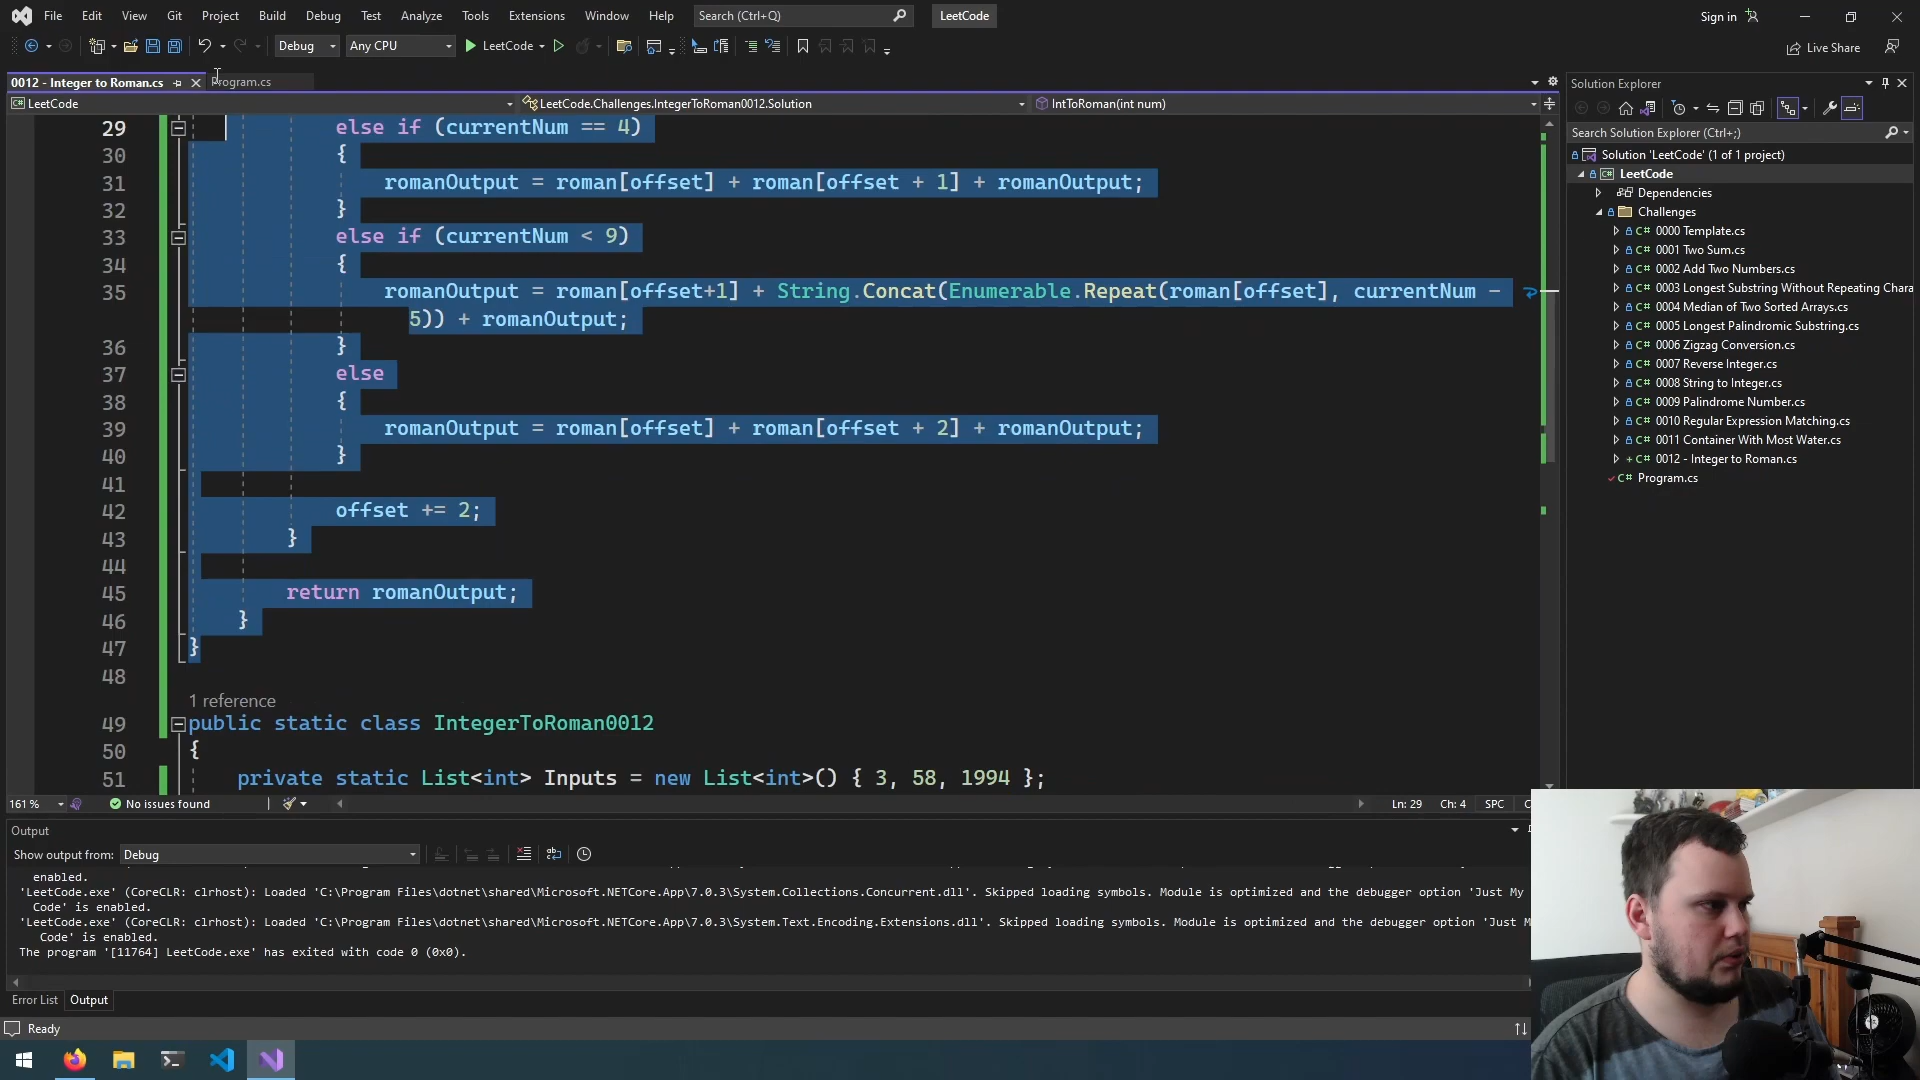 File Edit View Git Project Build Debug Test Analyze Tools Extensions Window Help Search (Ctrl+Q) LeetCode Sign in
Debug Any CPU LeetCode Live Share
0012 - Integer to Roman.cs Program.cs
LeetCode LeetCode.Challenges.IntegerToRoman0012.Solution IntToRoman(int num)
29 else if (currentNum == 4)
30 {
31 romanOutput = roman[offset] + roman[offset + 1] + romanOutput;
32 }
33 else if (currentNum < 9)
34 {
35 romanOutput = roman[offset+1] + String.Concat(Enumerable.Repeat(roman[offset], currentNum -
5)) + romanOutput;
36 }
37 else
38 {
39 romanOutput = roman[offset] + roman[offset + 2] + romanOutput;
40 }
41
42 offset += 2;
43 }
44
45 return romanOutput;
46 }
47 }
48
1 reference
49 public static class IntegerToRoman0012
50 {
51 private static List<int> Inputs = new List<int>() { 3, 58, 1994 };
161 % No issues found Ln: 29 Ch: 4 SPC
Solution Explorer
Search Solution Explorer (Ctrl+;)
Solution 'LeetCode' (1 of 1 project)
LeetCode
Dependencies
Challenges
0000 Template.cs
0001 Two Sum.cs
0002 Add Two Numbers.cs
0003 Longest Substring Without Repeating Chara
0004 Median of Two Sorted Arrays.cs
0005 Longest Palindromic Substring.cs
0006 Zigzag Conversion.cs
0007 Reverse Integer.cs
0008 String to Integer.cs
0009 Palindrome Number.cs
0010 Regular Expression Matching.cs
0011 Container With Most Water.cs
0012 - Integer to Roman.cs
Program.cs
Output
Show output from: Debug
enabled.
'LeetCode.exe' (CoreCLR: clrhost): Loaded 'C:\Program Files\dotnet\shared\Microsoft.NETCore.App\7.0.3\System.Collections.Concurrent.dll'. Skipped loading symbols. Module is optimized and the debugger option 'Just My
Code' is enabled.
'LeetCode.exe' (CoreCLR: clrhost): Loaded 'C:\Program Files\dotnet\shared\Microsoft.NETCore.App\7.0.3\System.Text.Encoding.Extensions.dll'. Skipped loading symbols. Module is optimized and the debugger option 'Just M
Code' is enabled.
The program '[11764] LeetCode.exe' has exited with code 0 (0x0).
Error List Output
Ready